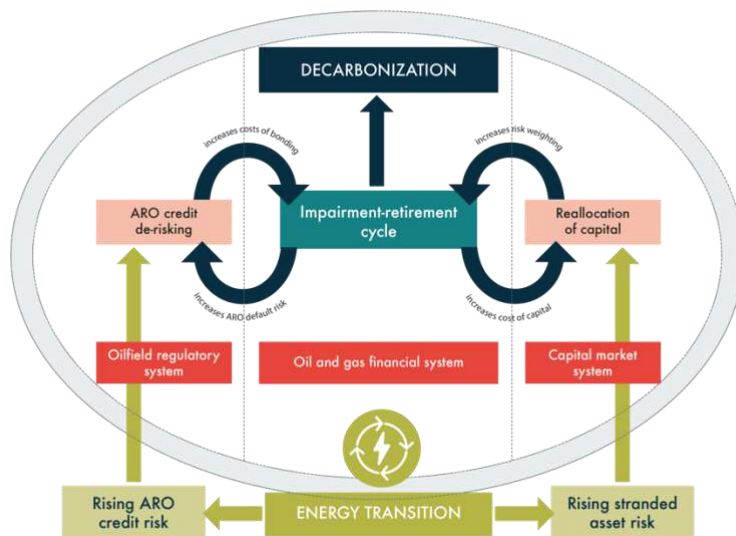 DECARBONIZATION
increases costs of bonding
increases risk weighting
ARO credit
de-risking
Impairment-retirement
cycle
Reallocation
of capital
increases ARO default risk
increases cost of capital
Oilfield regulatory
system
Oil and gas financial system
Capital market
system
Rising ARO
credit risk
ENERGY TRANSITION
Rising stranded
asset risk